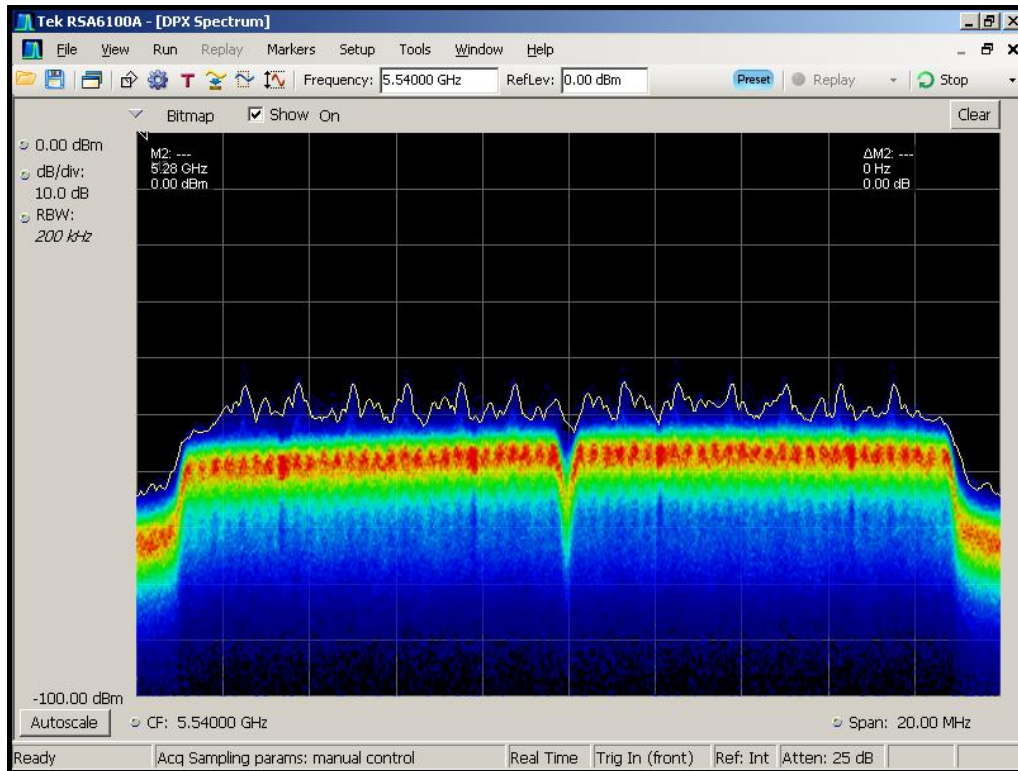 Tek RSA6100A - [DPX Spectrum]
File View Run Replay Markers Setup Tools Window Help
Frequency: 5.54000 GHz RefLev: 0.00 dBm Preset Replay Stop
Bitmap Show On Clear
0.00 dBm
dB/div:
10.0 dB
RBW:
200 kHz
M2: ---
5.28 GHz
0.00 dBm
ΔM2: ---
0 Hz
0.00 dB
-100.00 dBm
Autoscale CF: 5.54000 GHz Span: 20.00 MHz
Ready Acq Sampling params: manual control Real Time Trig In (front) Ref: Int Atten: 25 dB